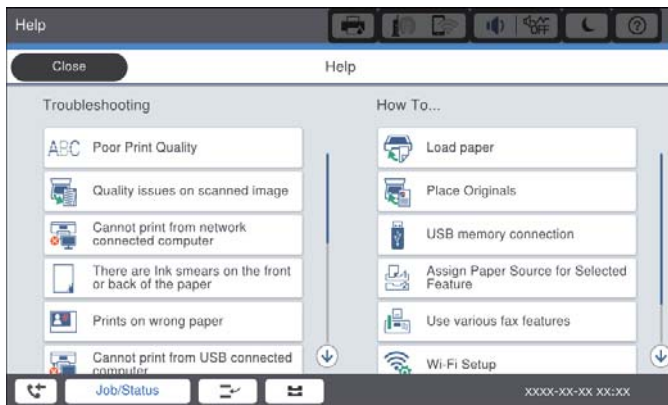 Help
OFF
Close
Help
Troubleshooting
ABC Poor Print Quality
Quality issues on scanned image
Cannot print from network
connected computer
There are Ink smears on the front
or back of the paper
Prints on wrong paper
Cannot print from USB connected
computer
How To...
Load paper
Place Originals
USB memory connection
Assign Paper Source for Selected
Feature
Use various fax features
Wi-Fi Setup
Job/Status
XXXX-XX-XX XX:XX